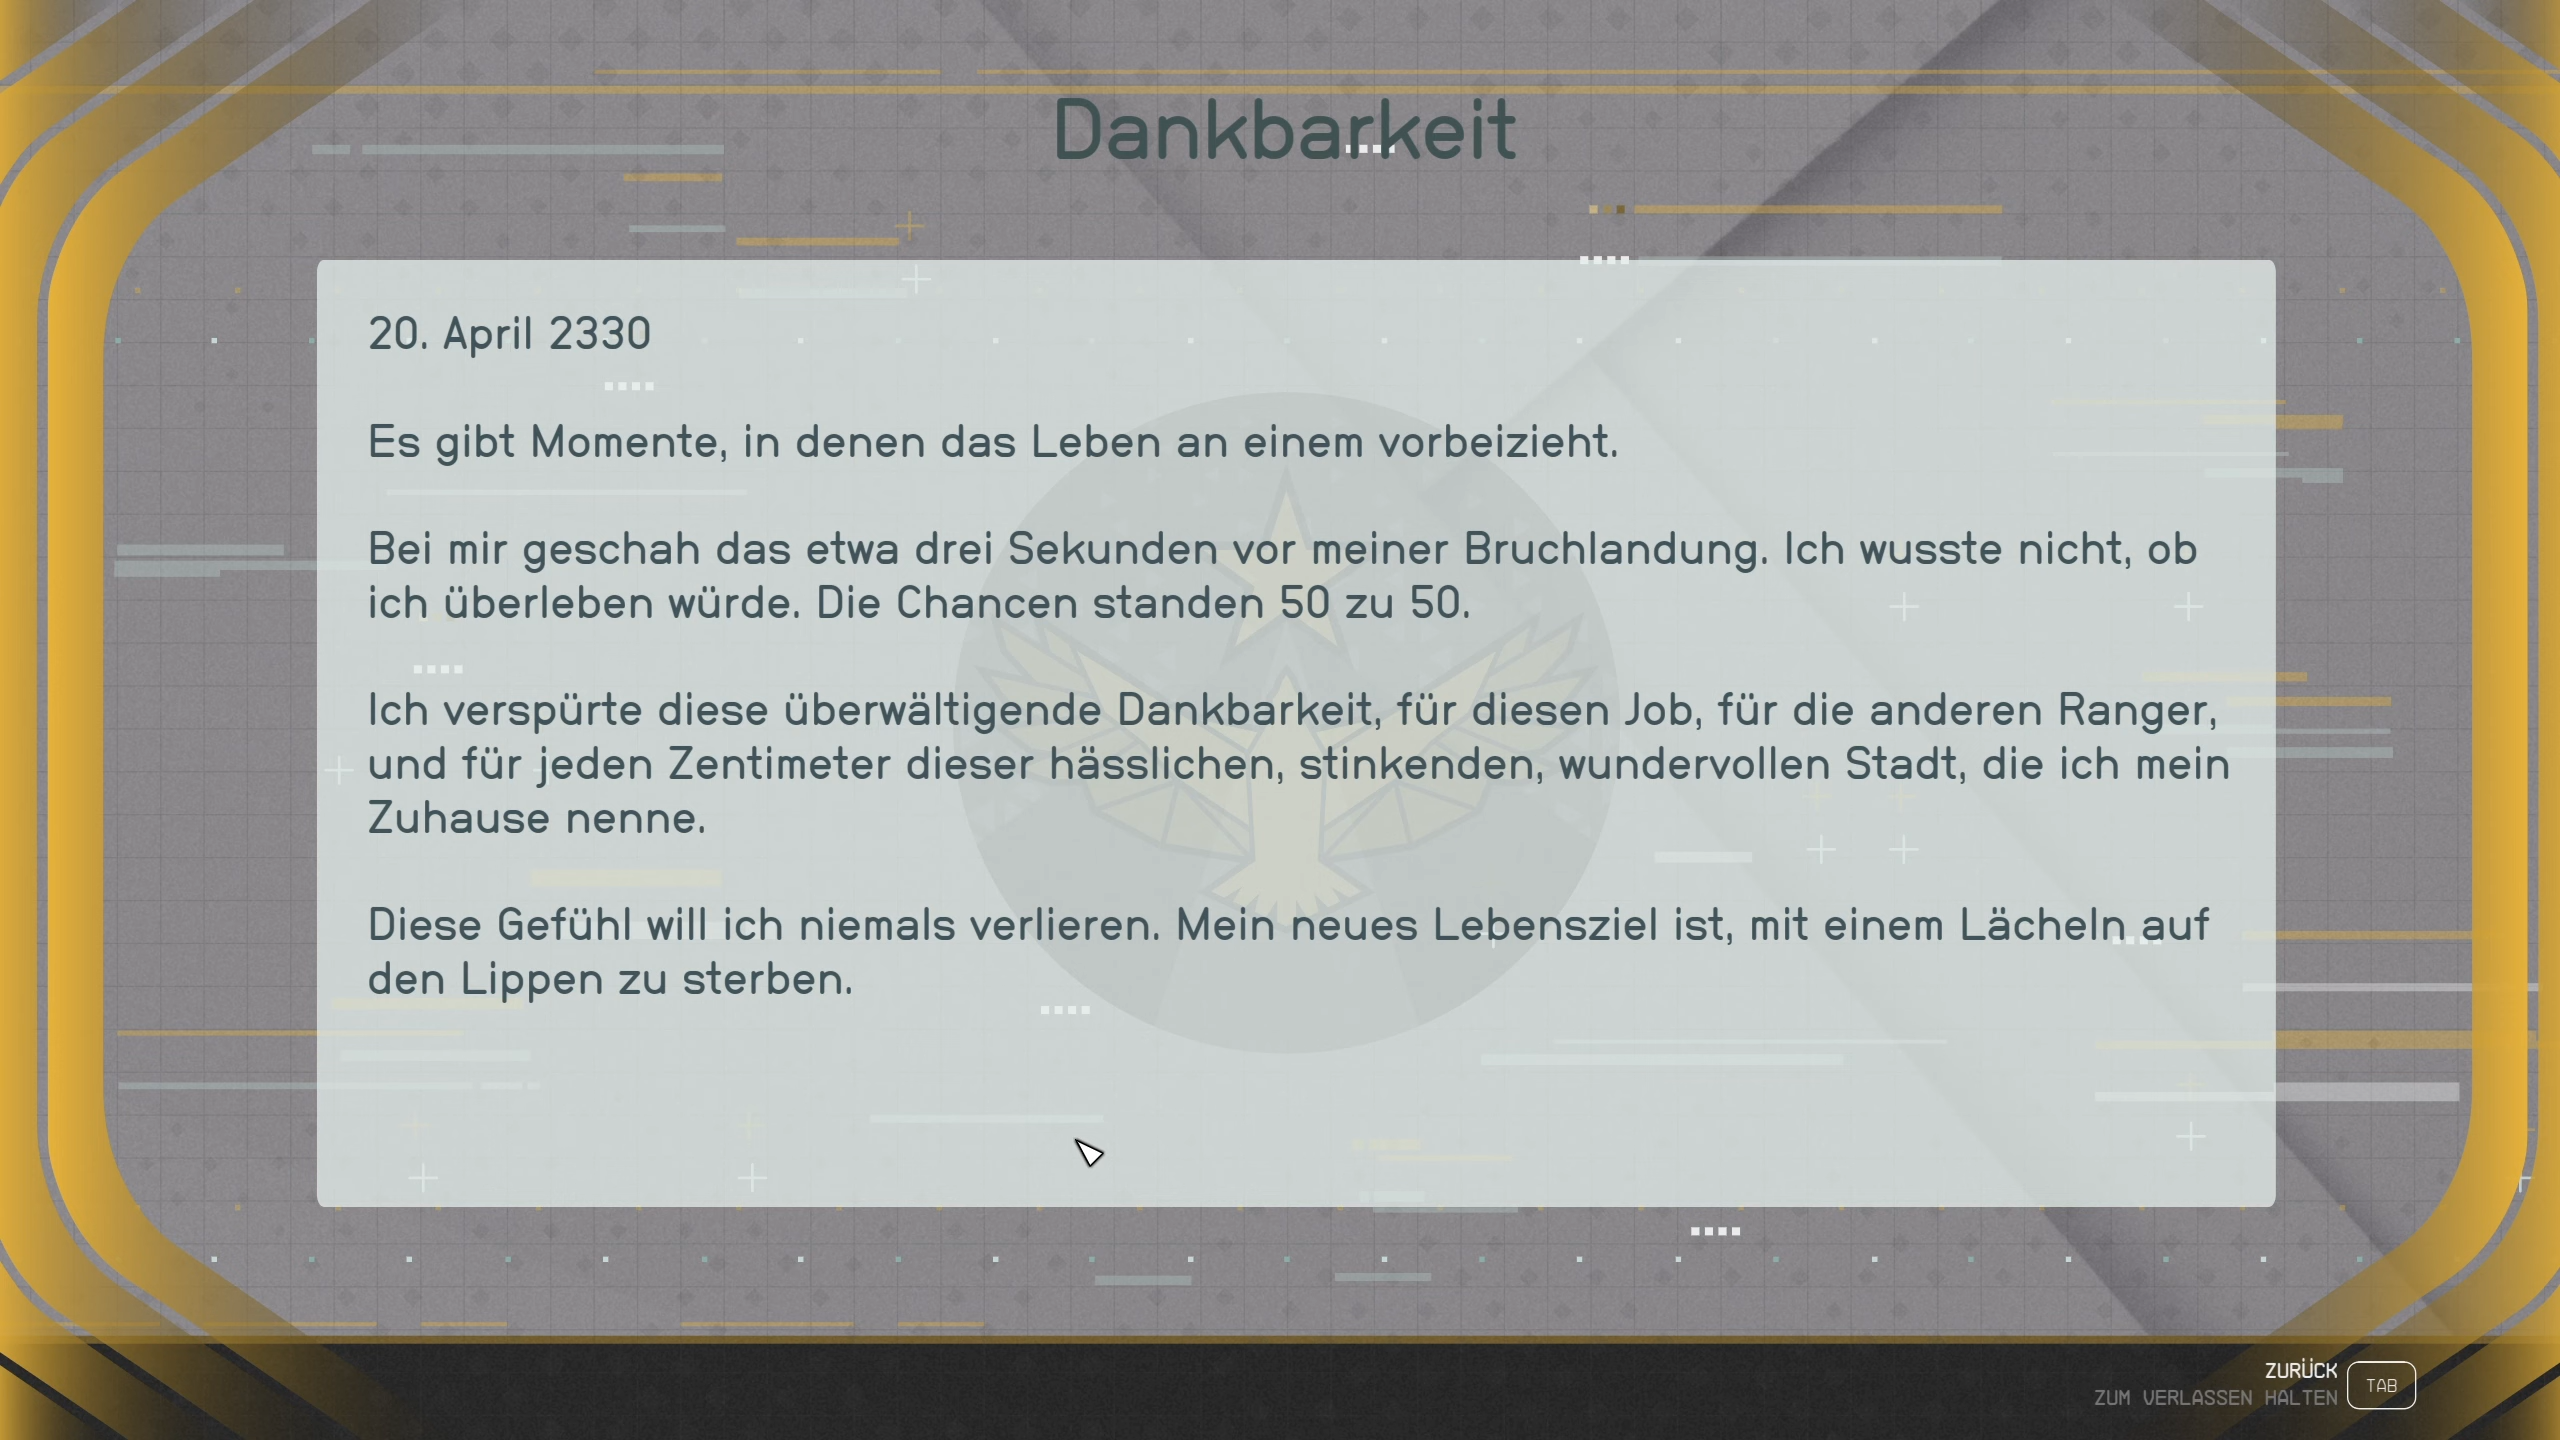 Dankbarkeit
20. April 2330
Es gibt Momente, in denen das Leben an einem vorbeizieht.
Bei mir geschah das etwa drei Sekunden vor meiner Bruchlandung. Ich wusste nicht, ob
ich überleben würde. Die Chancen standen 50 zu 50.
Ich verspürte diese überwältigende Dankbarkeit, für diesen Job, für die anderen Ranger,
und für jeden Zentimeter dieser hässlichen, stinkenden, wundervollen Stadt, die ich mein
Zuhause nenne.
Diese Gefühl will ich niemals verlieren. Mein neues Lebensziel ist, mit einem Lächeln auf
den Lippen zu sterben.
ZURÜCK
ZUM VERLASSEN HALTEN
TAB